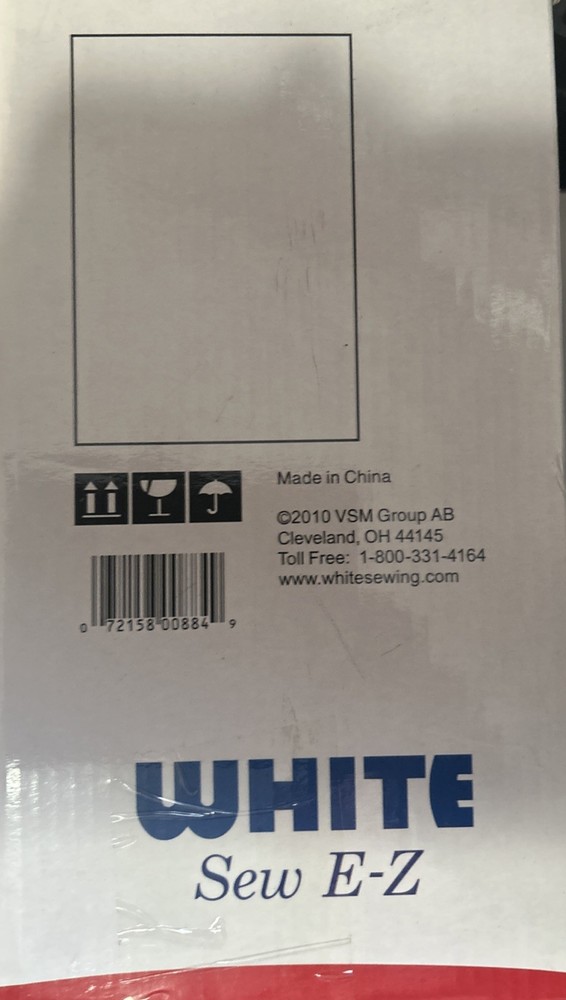 Made in China
©2010 VSM Group AB
Cleveland, OH 44145
Toll Free: 1-800-331-4164
www.whitesewing.com
0 72158 00884 9
WHITE
Sew E-Z